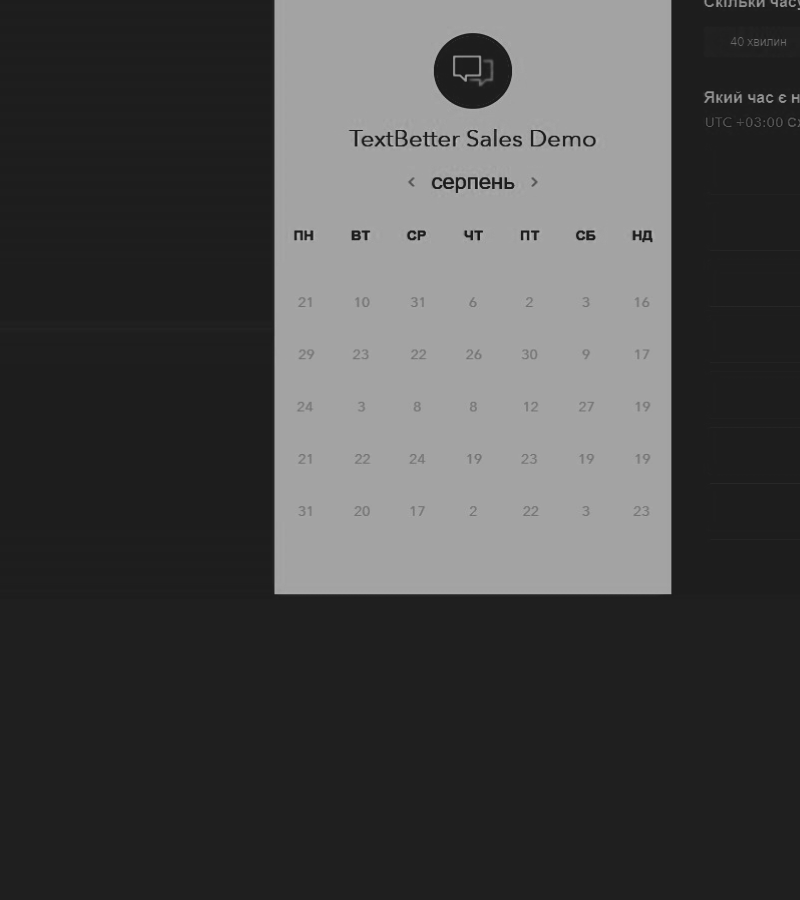 TextBetter Sales Demo
‹ серпень ›
ПН ВТ СР ЧТ ПТ СБ НД
21 10 31 6 2 3 16
29 23 22 26 30 9 17
24 3 8 8 12 27 19
21 22 24 19 23 19 19
31 20 17 2 22 3 23
Скільки часу
40 хвилин
Який час є н
UTC +03:00 Сх